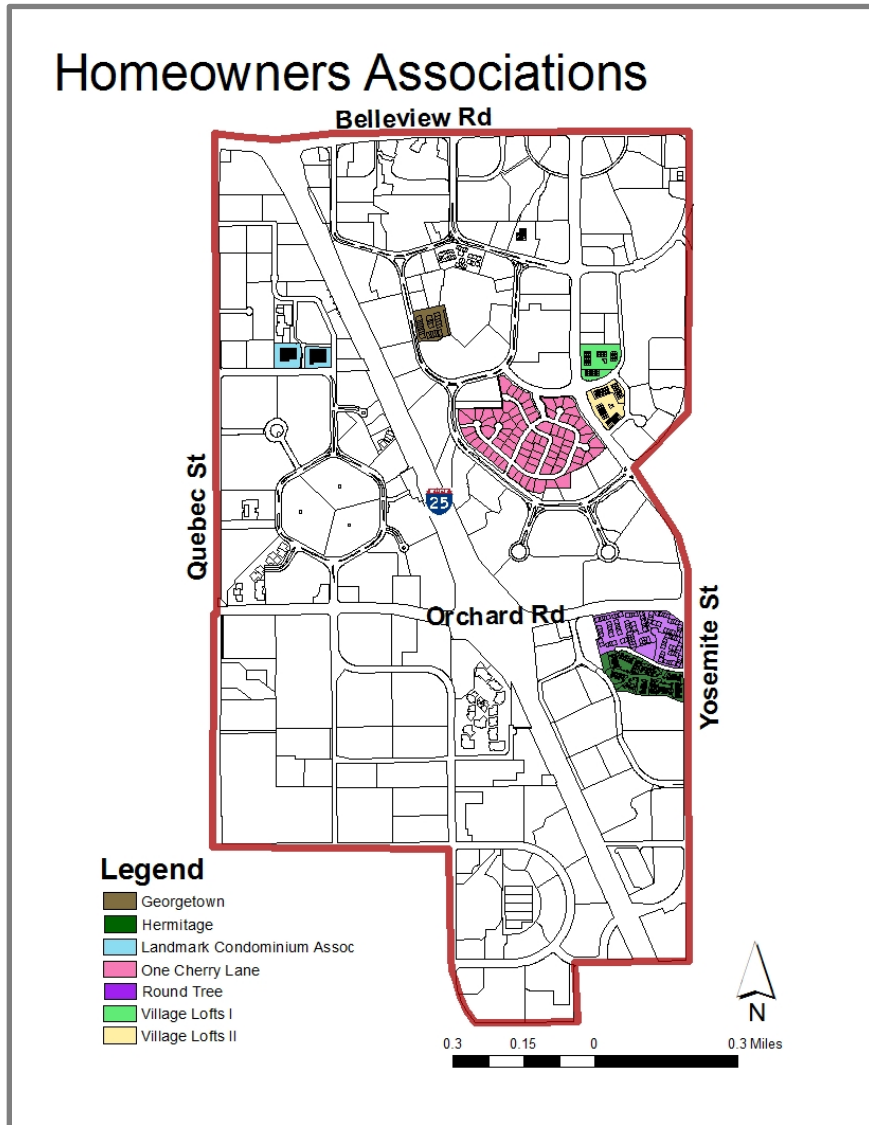 Homeowners Associations
Belleview Rd
Quebec St
25
Orchard Rd
Yosemite St
Legend
Georgetown
Hermitage
Landmark Condominium Assoc
One Cherry Lane
Round Tree
Village Lofts I
Village Lofts II
N
0.3 0.15 0 0.3 Miles